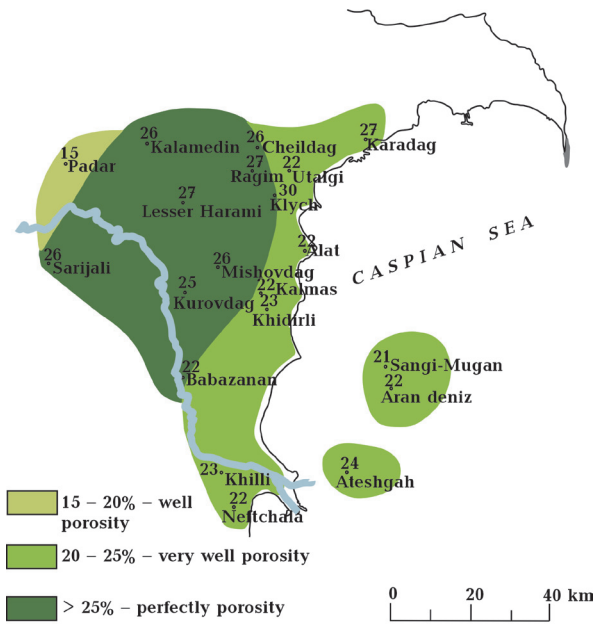 27
Karadag
26
Kalamedin
26
Cheildag
15
Padar
27
Ragim
22
Utalgi
27
Lesser Harami
30
Klych
22
Alat
CASPIAN SEA
26
Sarijali
26
Mishovdag
25
Kurovdag
22
Kalmas
23
Khidirli
22
Babazanan
21
Sangi-Mugan
22
Aran deniz
23
Khilli
24
Ateshgah
22
Neftchala
15 – 20% – well
porosity
20 – 25% – very well porosity
> 25% – perfectly porosity
0 20 40 km